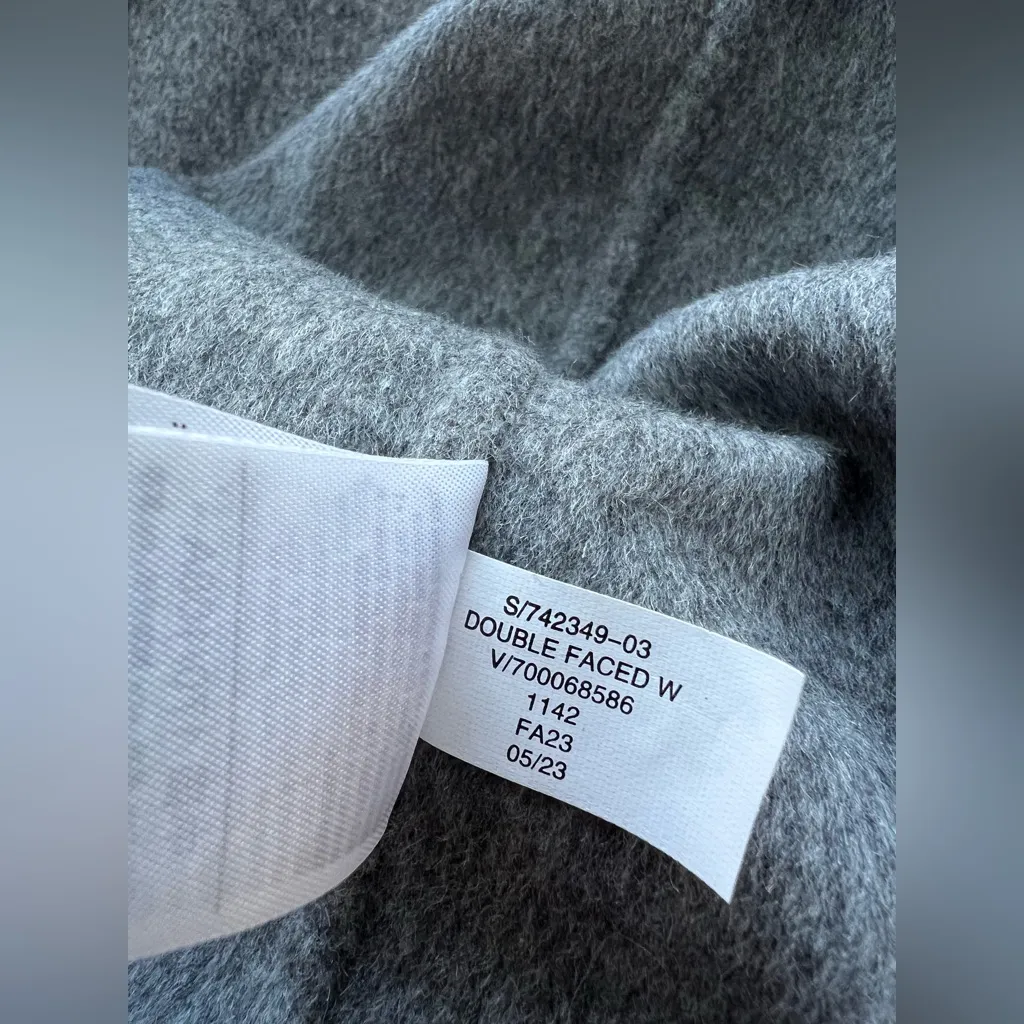 S/742349-03
DOUBLE FACED W
V/700068586
1142
FA23
05/23